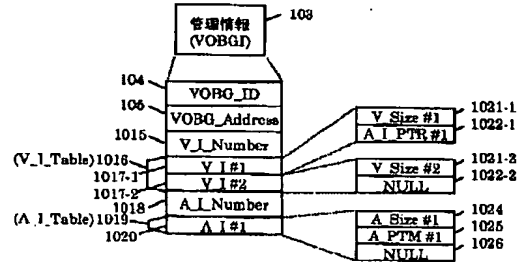 管理情報
(VOBGI)
103
104
VOBG_ID
106
VOBG_Address
1015
V_I_Number
(V_I_Table)1016
1017-1
V_I#1
1017-2
V_I#2
1018
A_I_Number
(A_I_Table)1019
1020
A_I#1
V_Size #1
1021-1
A_I_PTR#1
1022-1
V_Size #2
1021-2
NULL
1022-2
A_Size #1
1024
A_PTM #1
1025
NULL
1026